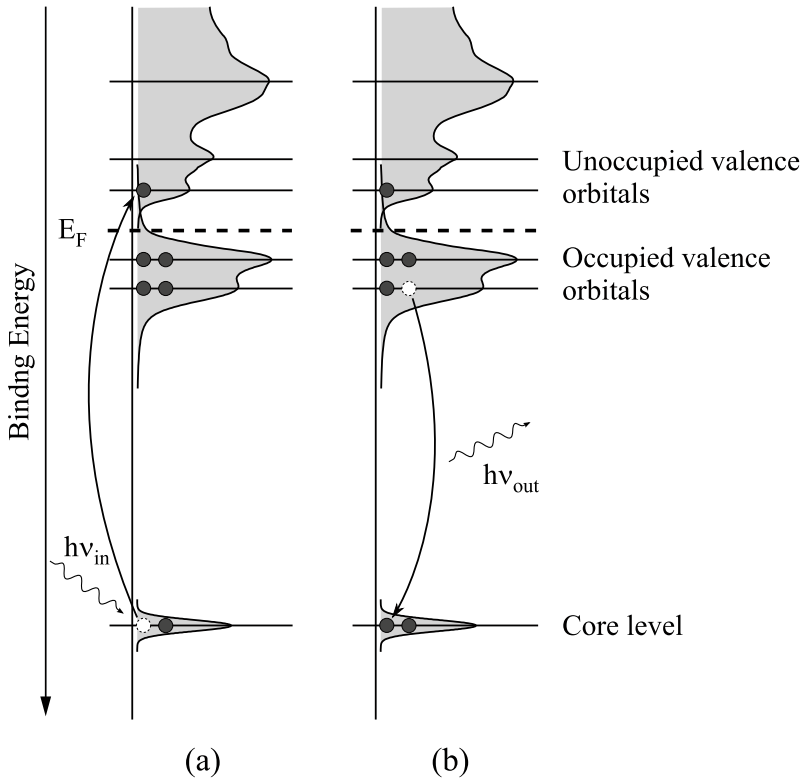 Unoccupied valence
orbitals
E_F
Occupied valence
orbitals
Bindng Energy
hν_out
hν_in
Core level
(a)
(b)